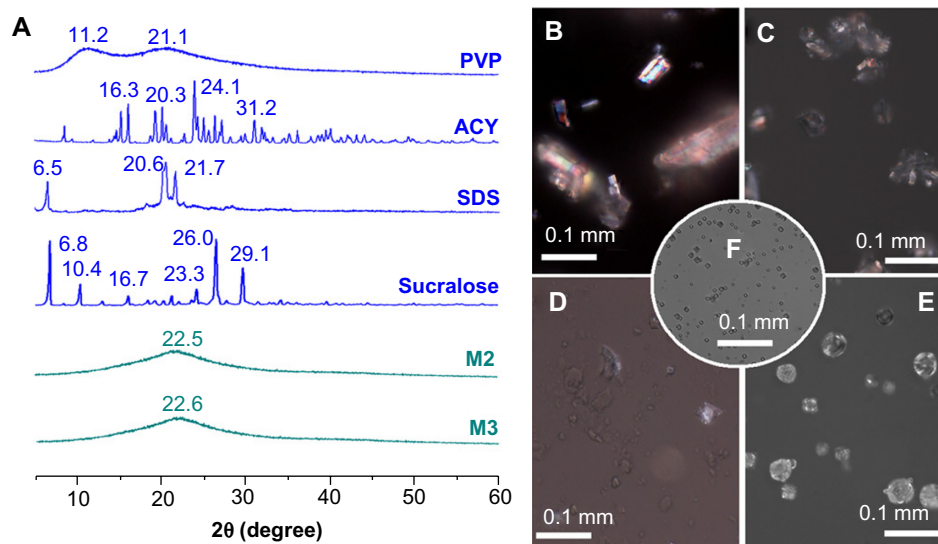 A
11.2 21.1
PVP
16.3 20.3 24.1 31.2
ACY
6.5 20.6 21.7
SDS
6.8 10.4 16.7 23.3 26.0 29.1
Sucralose
22.5
M2
22.6
M3
10 20 30 40 50 60
2θ (degree)
B
0.1 mm
C
0.1 mm
F
0.1 mm
D
0.1 mm
E
0.1 mm